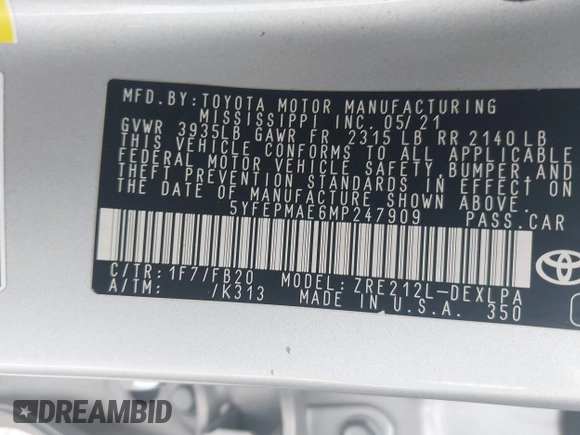 MFD.BY: TOYOTA MOTOR MANUFACTURING
MISSISSIPPI INC. 05/21
GVWR 3935LB GAWR FR 2315 LB RR 2140 LB
THIS VEHICLE CONFORMS TO ALL APPLICABLE
FEDERAL MOTOR VEHICLE SAFETY, BUMPER, AND
THEFT PREVENTION STANDARDS IN EFFECT ON
THE DATE OF MANUFACTURE SHOWN ABOVE.
5YFEPMAE6MP247909 PASS.CAR
C/TR: 1F7/FB20 MODEL: ZRE212L-DEXLPA
A/TM: /K313 MADE IN U.S.A. 350
DREAMBID